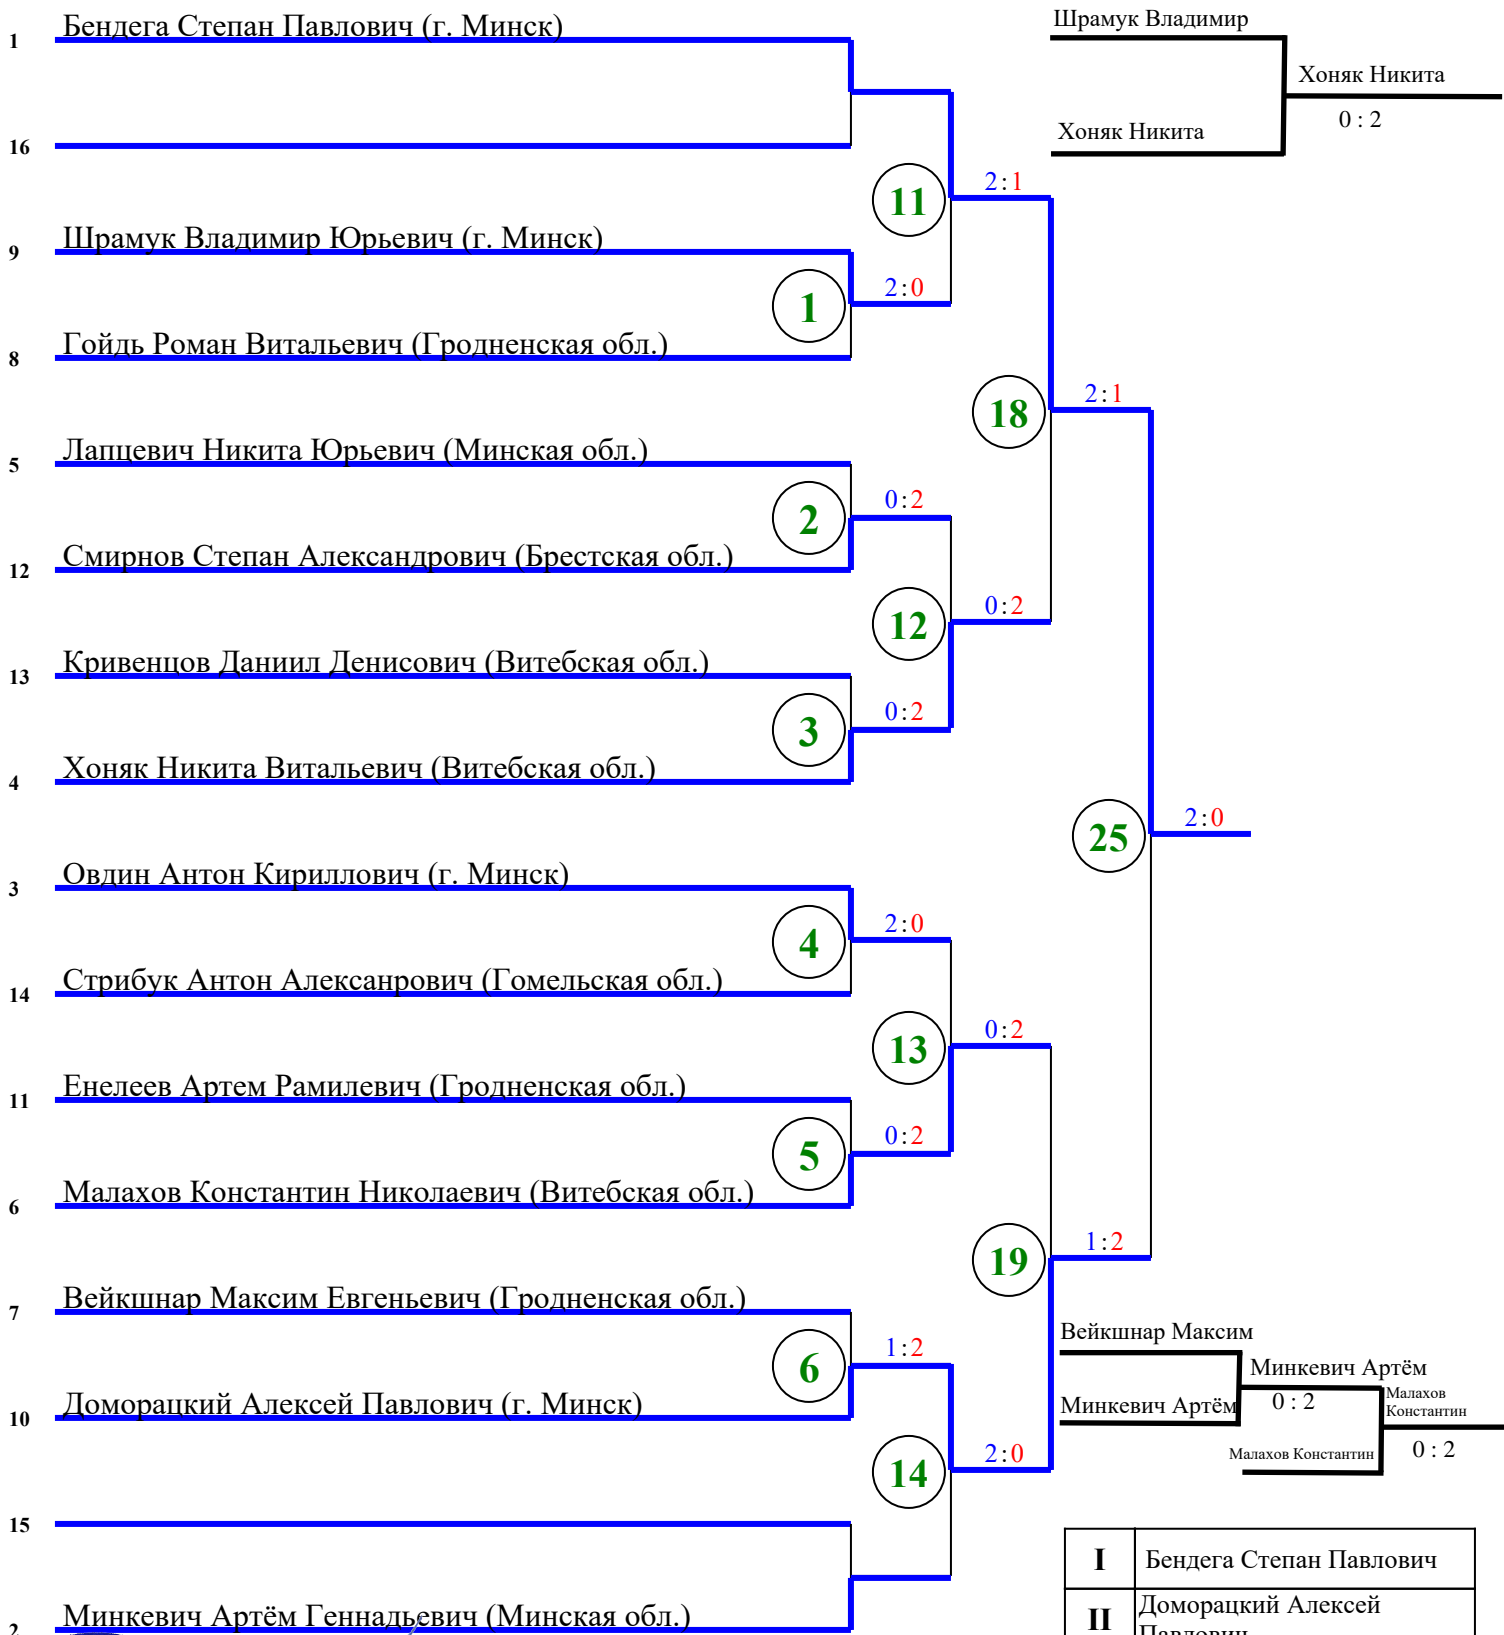 Бендега Степан Павлович (г. Минск)
1
16
Шрамук Владимир
Хоняк Никита
Хоняк Никита
0 : 2
11
2:1
Шрамук Владимир Юрьевич (г. Минск)
9
1
2:0
Гойдь Роман Витальевич (Гродненская обл.)
8
18
2:1
Лапцевич Никита Юрьевич (Минская обл.)
5
2
0:2
Смирнов Степан Александрович (Брестская обл.)
12
12
0:2
Кривенцов Даниил Денисович (Витебская обл.)
13
3
0:2
Хоняк Никита Витальевич (Витебская обл.)
4
25
2:0
Овдин Антон Кириллович (г. Минск)
3
4
2:0
Стрибук Антон Алексанрович (Гомельская обл.)
14
13
0:2
Енелеев Артем Рамилевич (Гродненская обл.)
11
5
0:2
Малахов Константин Николаевич (Витебская обл.)
6
19
1:2
Вейкшнар Максим Евгеньевич (Гродненская обл.)
7
6
1:2
Доморацкий Алексей Павлович (г. Минск)
10
14
2:0
Вейкшнар Максим
Минкевич Артём
Минкевич Артём
0 : 2
Малахов
Константин
Малахов Константин
0 : 2
15
Минкевич Артём Геннадьевич (Минская обл.)
2
I Бендега Степан Павлович
II Доморацкий Алексей
Павлович